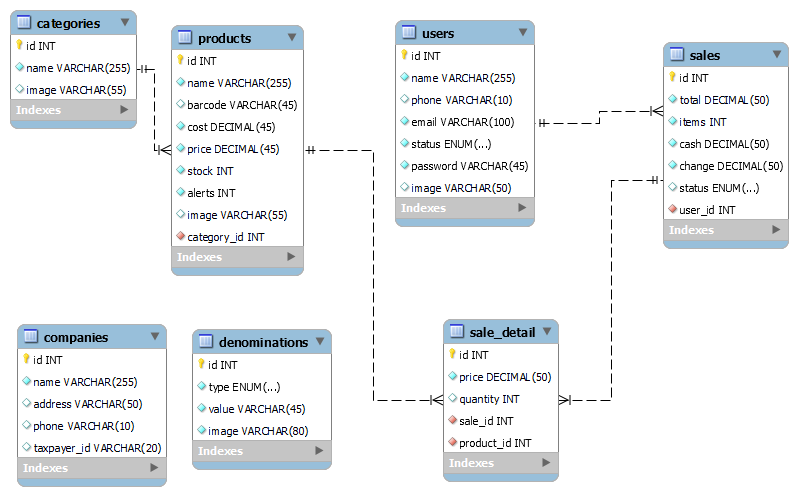 categories
id INT
name VARCHAR(255)
image VARCHAR(55)
Indexes
products
id INT
name VARCHAR(255)
barcode VARCHAR(45)
cost DECIMAL(45)
price DECIMAL(45)
stock INT
alerts INT
image VARCHAR(55)
category_id INT
Indexes
users
id INT
name VARCHAR(255)
phone VARCHAR(10)
email VARCHAR(100)
status ENUM(...)
password VARCHAR(45)
image VARCHAR(50)
Indexes
sales
id INT
total DECIMAL(50)
items INT
cash DECIMAL(50)
change DECIMAL(50)
status ENUM(...)
user_id INT
Indexes
companies
id INT
name VARCHAR(255)
address VARCHAR(50)
phone VARCHAR(10)
taxpayer_id VARCHAR(20)
Indexes
denominations
id INT
type ENUM(...)
value VARCHAR(45)
image VARCHAR(80)
Indexes
sale_detail
id INT
price DECIMAL(50)
quantity INT
sale_id INT
product_id INT
Indexes